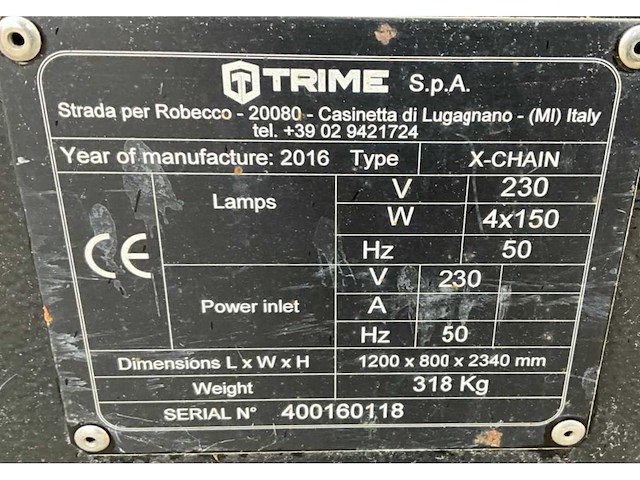 TRIME S.p.A.
Strada per Robecco - 20080 - Casinetta di Lugagnano - (MI) Italy
tel. +39 02 9421724
Year of manufacture: 2016 Type X-CHAIN
Lamps V 230
W 4x150
Hz 50
CE
Power inlet V 230
A
Hz 50
Dimensions L x W x H 1200 x 800 x 2340 mm
Weight 318 Kg
SERIAL N° 400160118